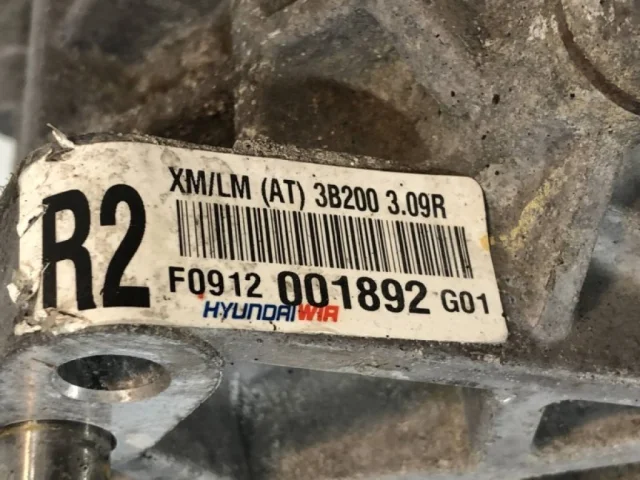 R2
XM/LM (AT) 3B200 3.09R
F0912 001892 G01
HYUNDAI WIA